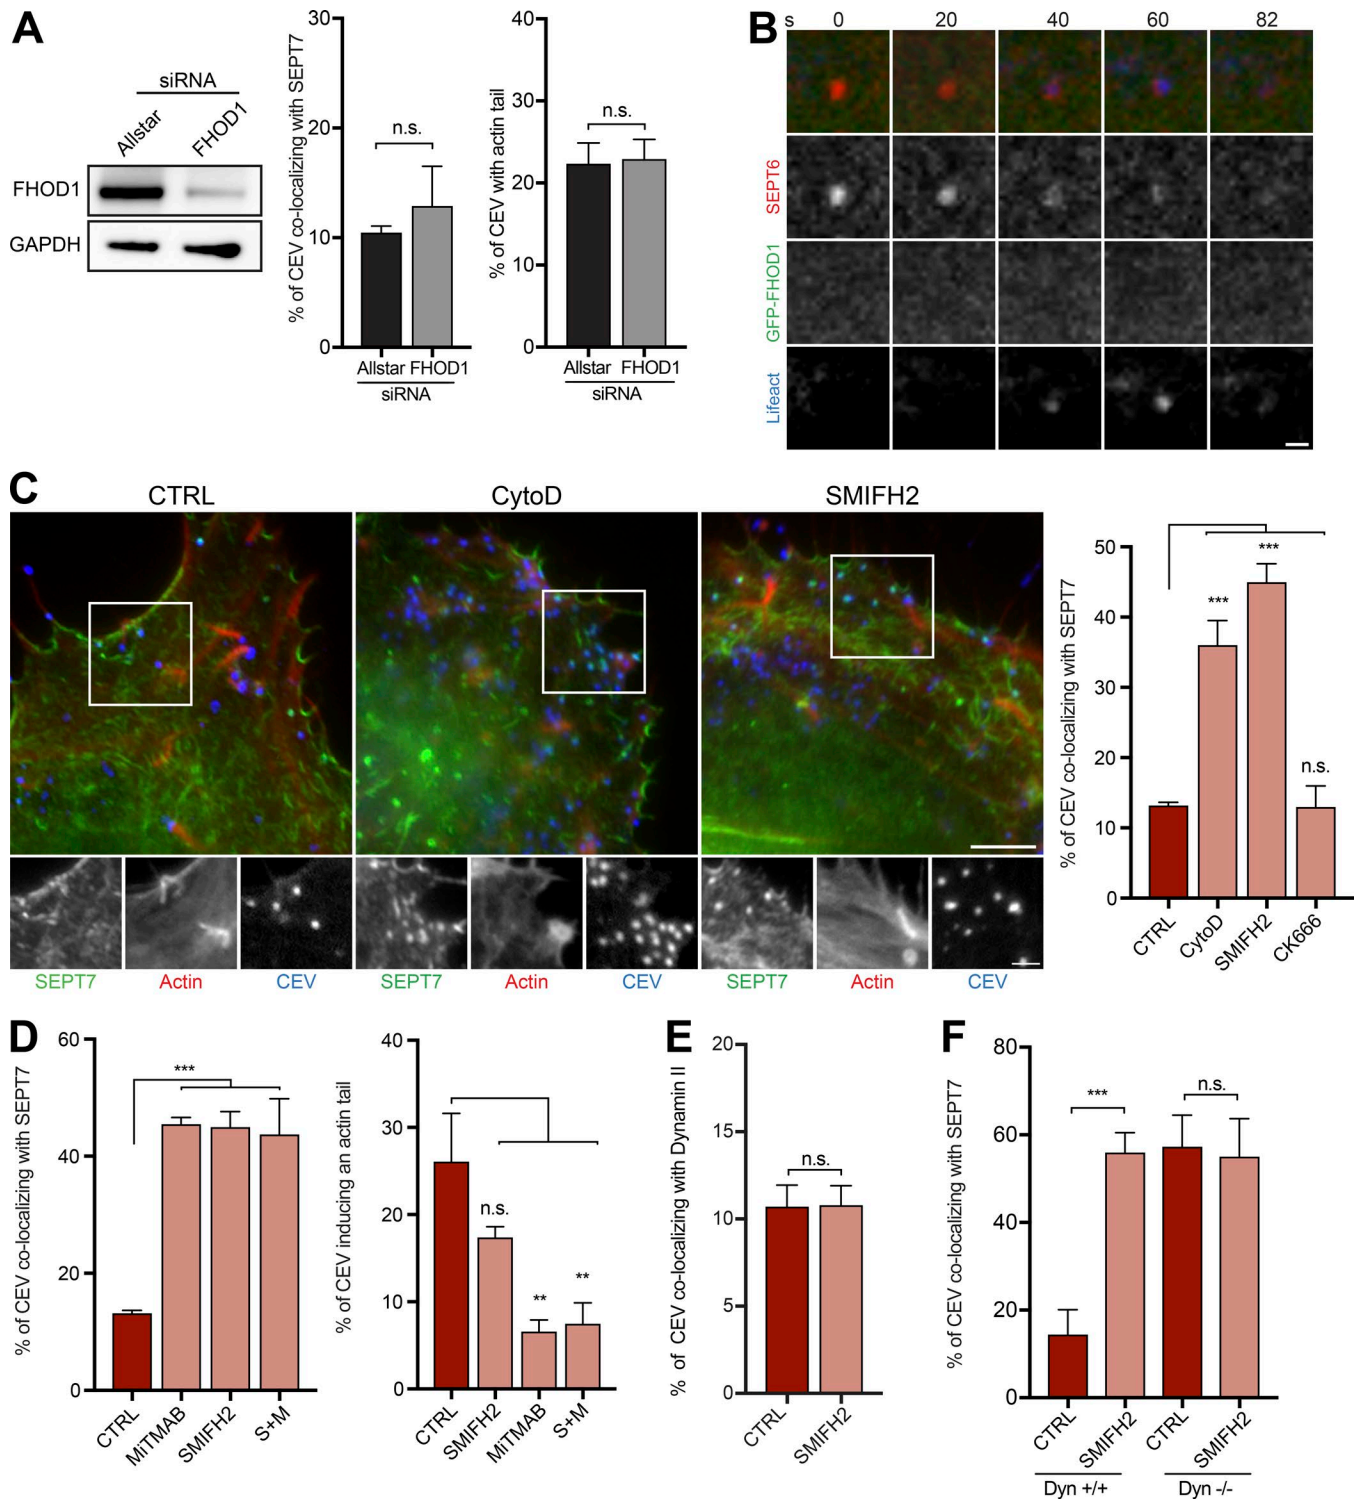 A
siRNA
Allstar
FHOD1
FHOD1
GAPDH
% of CEV co-localizing with SEPT7
30
20
10
0
n.s.
Allstar FHOD1
siRNA
% of CEV with actin tail
40
30
20
10
0
n.s.
Allstar FHOD1
siRNA
B
s 0 20 40 60 82
SEPT6
GFP-FHOD1
Lifeact
C
CTRL CytoD SMIFH2
SEPT7 Actin CEV SEPT7 Actin CEV SEPT7 Actin CEV
% of CEV co-localizing with SEPT7
50
40
30
20
10
0
***
***
n.s.
CTRL
CytoD
SMIFH2
CK666
D
% of CEV co-localizing with SEPT7
60
40
20
0
***
CTRL
MiTMAB
SMIFH2
S+M
% of CEV inducing an actin tail
40
30
20
10
0
n.s.
**
**
CTRL
SMIFH2
MiTMAB
S+M
E
% of CEV co-localizing with Dynamin II
20
15
10
5
0
n.s.
CTRL
SMIFH2
F
% of CEV co-localizing with SEPT7
80
60
40
20
0
***
n.s.
CTRL
SMIFH2
CTRL
SMIFH2
Dyn +/+
Dyn -/-